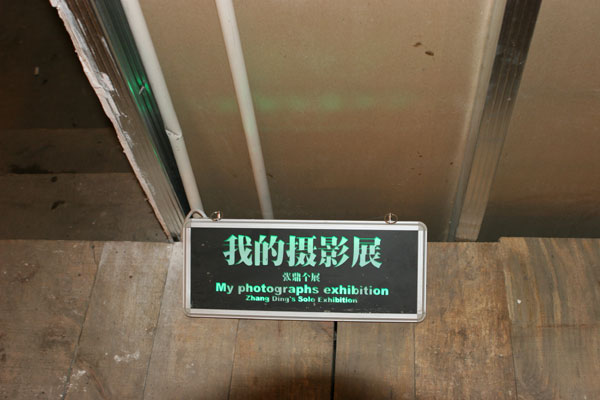 我的摄影展
张鼎个展
My photographs exhibition
Zhang Ding's Solo Exhibition